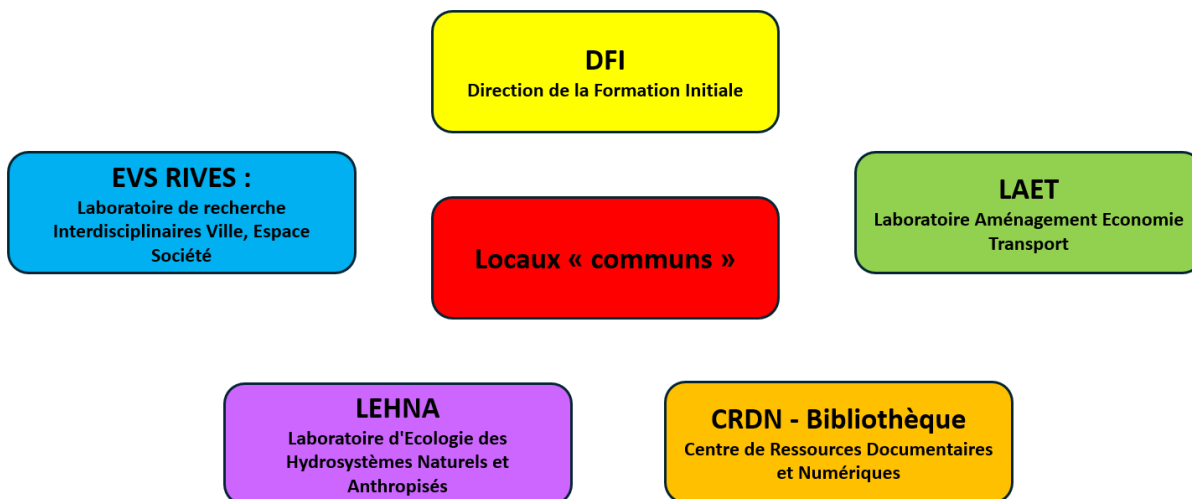 DFI
Direction de la Formation Initiale
EVS RIVES :
Laboratoire de recherche
Interdisciplinaires Ville, Espace
Société
LAET
Laboratoire Aménagement Economie
Transport
Locaux « communs »
LEHNA
Laboratoire d'Ecologie des
Hydrosystèmes Naturels et
Anthropisés
CRDN - Bibliothèque
Centre de Ressources Documentaires
et Numériques